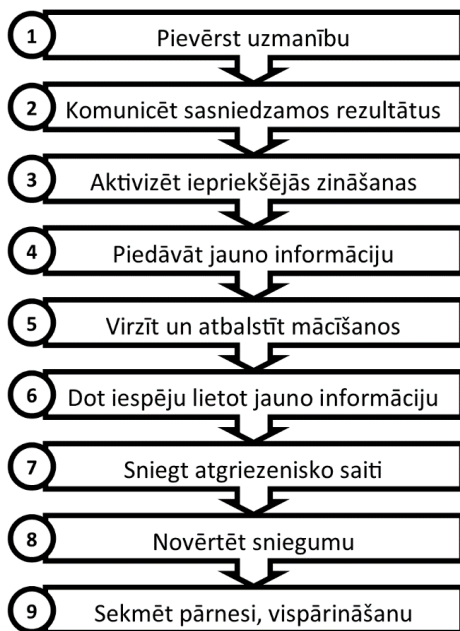 1 Pievērst uzmanību
2 Komunicēt sasniedzamos rezultātus
3 Aktivizēt iepriekšējās zināšanas
4 Piedāvāt jauno informāciju
5 Virzīt un atbalstīt mācīšanos
6 Dot iespēju lietot jauno informāciju
7 Sniegt atgriezenisko saiti
8 Novērtēt sniegumu
9 Sekmēt pārnesi, vispārināšanu